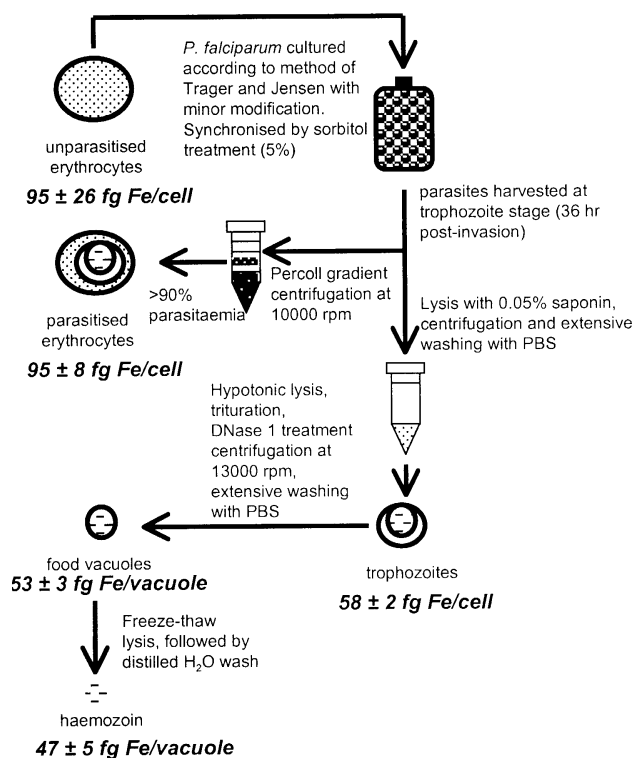 P. falciparum cultured
according to method of
Trager and Jensen with
minor modification.
Synchronised by sorbitol
treatment (5%)
unparasitised
erythrocytes
95 ± 26 fg Fe/cell
parasites harvested at
trophozoite stage (36 hr
post-invasion)
Percoll gradient
centrifugation at
10000 rpm
>90%
parasitaemia
parasitised
erythrocytes
95 ± 8 fg Fe/cell
Lysis with 0.05% saponin,
centrifugation and extensive
washing with PBS
Hypotonic lysis,
trituration,
DNase 1 treatment
centrifugation at
13000 rpm,
extensive washing
with PBS
food vacuoles
53 ± 3 fg Fe/vacuole
trophozoites
58 ± 2 fg Fe/cell
Freeze-thaw
lysis, followed by
distilled H₂O wash
haemozoin
47 ± 5 fg Fe/vacuole